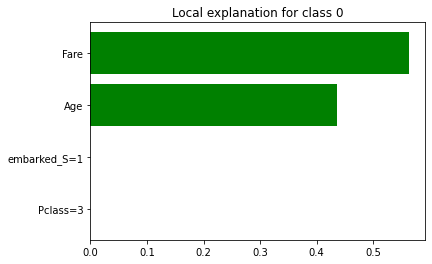 Local explanation for class 0
Fare
Age
embarked_S=1
Pclass=3
0.0 0.1 0.2 0.3 0.4 0.5